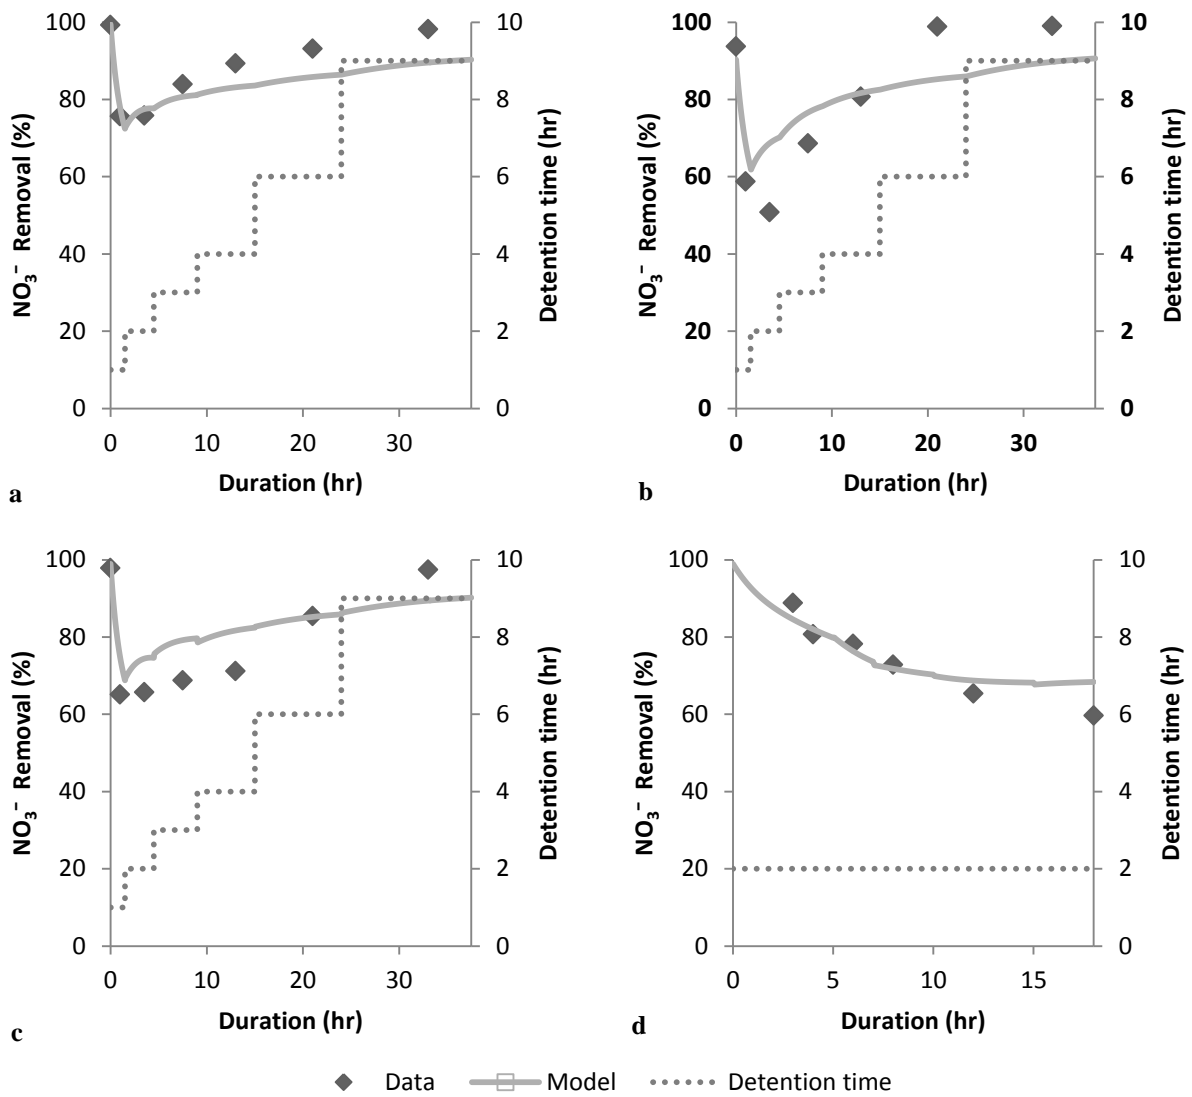 100
80
60
40
20
0
NO₃⁻ Removal (%)
10
8
6
4
2
0
Detention time (hr)
0 10 20 30
Duration (hr)
a
100
80
60
40
20
0
NO₃⁻ Removal (%)
10
8
6
4
2
0
Detention time (hr)
0 10 20 30
Duration (hr)
b
100
80
60
40
20
0
NO₃⁻ Removal (%)
10
8
6
4
2
0
Detention time (hr)
0 10 20 30
Duration (hr)
c
100
80
60
40
20
0
NO₃⁻ Removal (%)
10
8
6
4
2
0
Detention time (hr)
0 5 10 15
Duration (hr)
d
Data Model Detention time